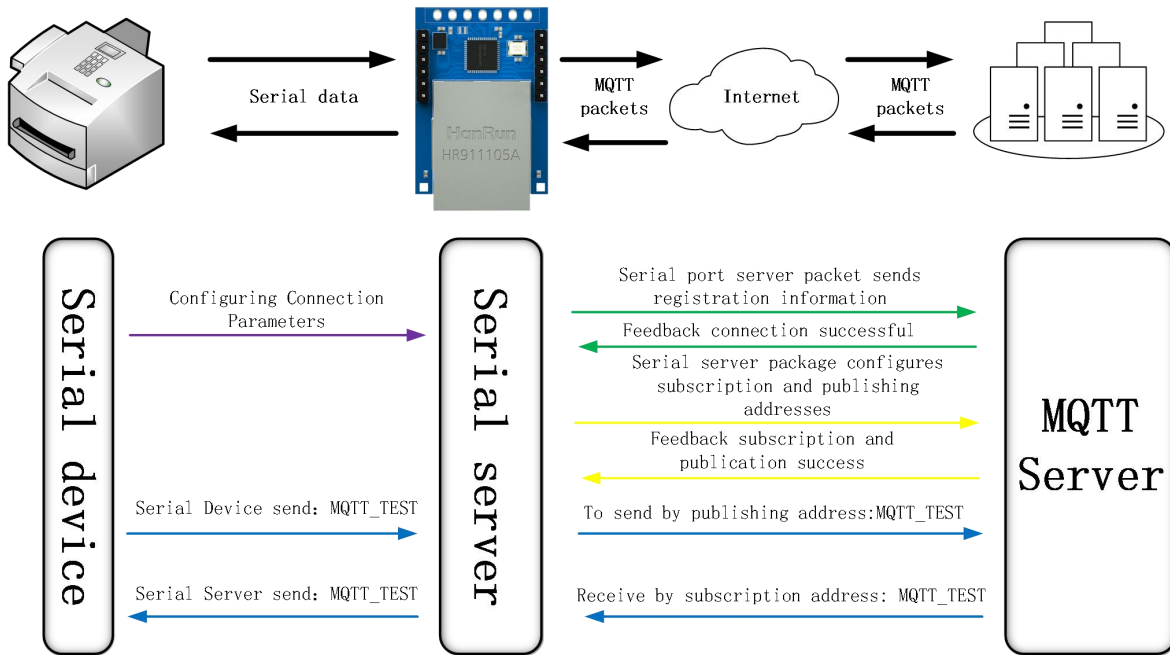 Serial data
MQTT
packets
Internet
MQTT
packets
HanRun
HR911105A
Serial device
Serial server
MQTT
Server
Configuring Connection
Parameters
Serial port server packet sends
registration information
Feedback connection successful
Serial server package configures
subscription and publishing
addresses
Feedback subscription and
publication success
Serial Device send: MQTT_TEST
To send by publishing address:MQTT_TEST
Serial Server send: MQTT_TEST
Receive by subscription address: MQTT_TEST